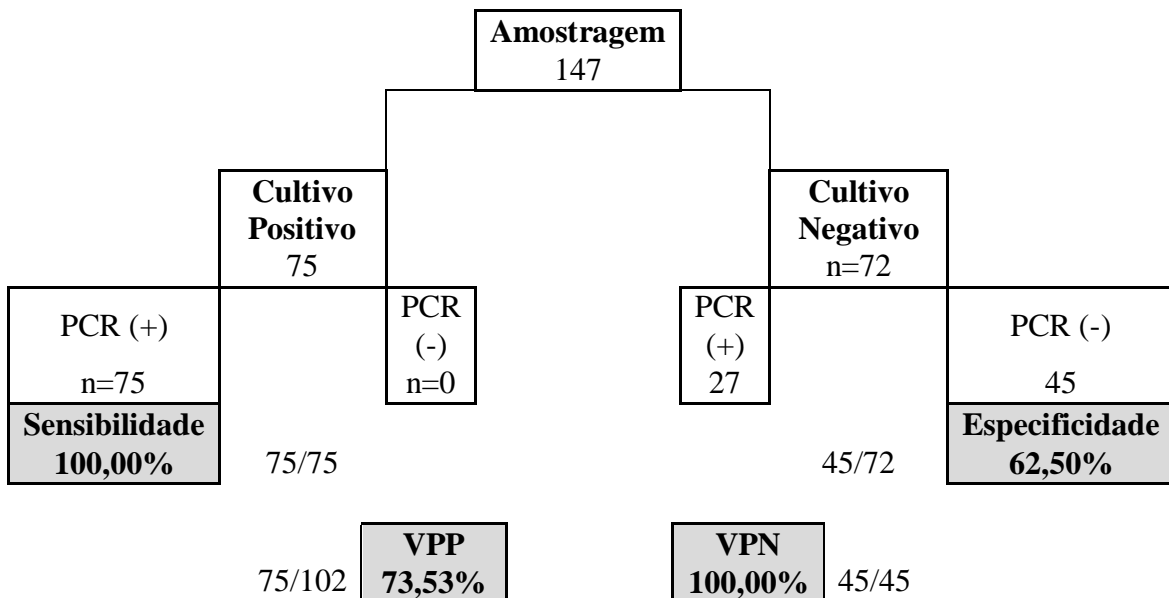 Amostragem
147
Cultivo
Positivo
75
Cultivo
Negativo
n=72
PCR (+)
n=75
PCR
(-)
n=0
PCR
(+)
27
PCR (-)
45
Sensibilidade
100,00%
75/75
45/72
Especificidade
62,50%
75/102
VPP
73,53%
VPN
100,00%
45/45